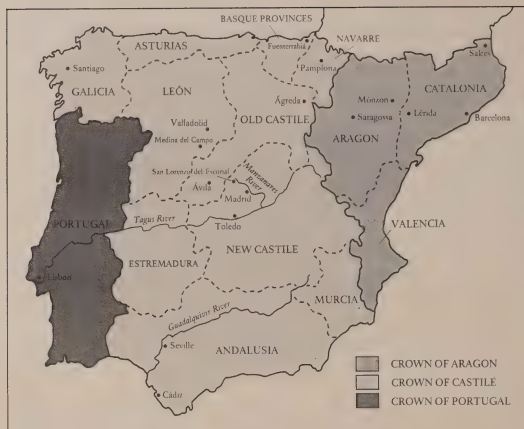 BASQUE PROVINCES
ASTURIAS
Fuenterrabia
NAVARRE
Santiago
Pamplona
Salces
GALICIA
LEÓN
CATALONIA
Ágreda
Monzon
OLD CASTILE
Valladolid
Saragossa
Lérida
Barcelona
Medina del Campo
ARAGON
San Lorenzo del Escorial
Manzanares
River
Ávila
Madrid
PORTUGAL
Tagus River
Toledo
VALENCIA
NEW CASTILE
ESTREMADURA
Lisbon
MURCIA
Guadalquivir River
Seville
ANDALUSIA
Cádiz
CROWN OF ARAGON
CROWN OF CASTILE
CROWN OF PORTUGAL